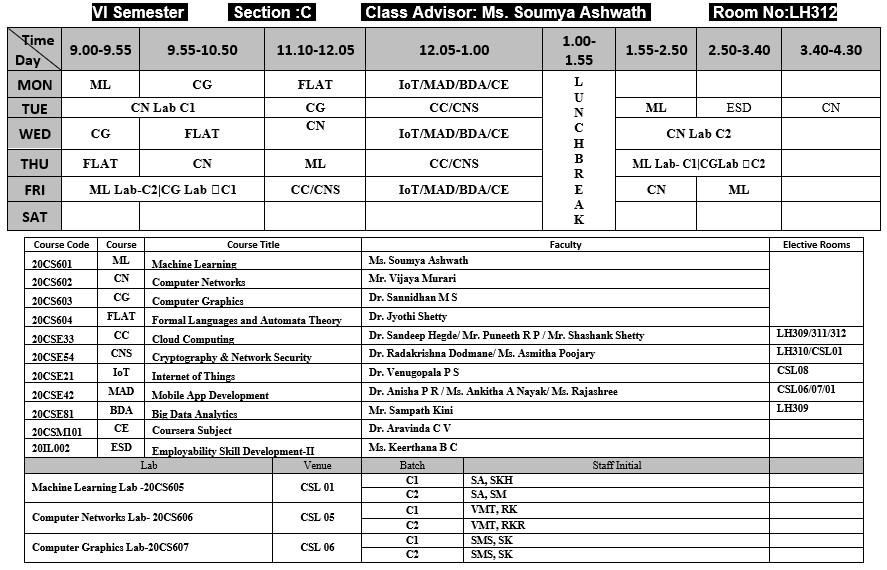 VI Semester Section :C Class Advisor: Ms. Soumya Ashwath Room No:LH312
Time Day 9.00-9.55 9.55-10.50 11.10-12.05 12.05-1.00 1.00-1.55 1.55-2.50 2.50-3.40 3.40-4.30
MON ML CG FLAT IoT/MAD/BDA/CE
TUE CN Lab C1 CG CC/CNS ML ESD CN
WED CG FLAT CN IoT/MAD/BDA/CE CN Lab C2
THU FLAT CN ML CC/CNS ML Lab- C1|CGLab □C2
FRI ML Lab-C2|CG Lab □C1 CC/CNS IoT/MAD/BDA/CE CN ML
SAT
L
U
N
C
H
B
R
E
A
K
Course Code Course Course Title Faculty Elective Rooms
20CS601 ML Machine Learning Ms. Soumya Ashwath
20CS602 CN Computer Networks Mr. Vijaya Murari
20CS603 CG Computer Graphics Dr. Sannidhan M S
20CS604 FLAT Formal Languages and Automata Theory Dr. Jyothi Shetty
20CSE33 CC Cloud Computing Dr. Sandeep Hegde/ Mr. Puneeth R P / Mr. Shashank Shetty LH309/311/312
20CSE54 CNS Cryptography & Network Security Dr. Radakrishna Dodmane/ Ms. Asmitha Poojary LH310/CSL01
20CSE21 IoT Internet of Things Dr. Venugopala P S CSL08
20CSE42 MAD Mobile App Development Dr. Anisha P R / Ms. Ankitha A Nayak/ Ms. Rajashree CSL06/07/01
20CSE81 BDA Big Data Analytics Mr. Sampath Kini LH309
20CSM101 CE Coursera Subject Dr. Aravinda C V
20IL002 ESD Employability Skill Development-II Ms. Keerthana B C
Lab Venue Batch Staff Initial
Machine Learning Lab -20CS605 CSL 01 C1 SA, SKH
C2 SA, SM
Computer Networks Lab- 20CS606 CSL 05 C1 VMT, RK
C2 VMT, RKR
Computer Graphics Lab-20CS607 CSL 06 C1 SMS, SK
C2 SMS, SK